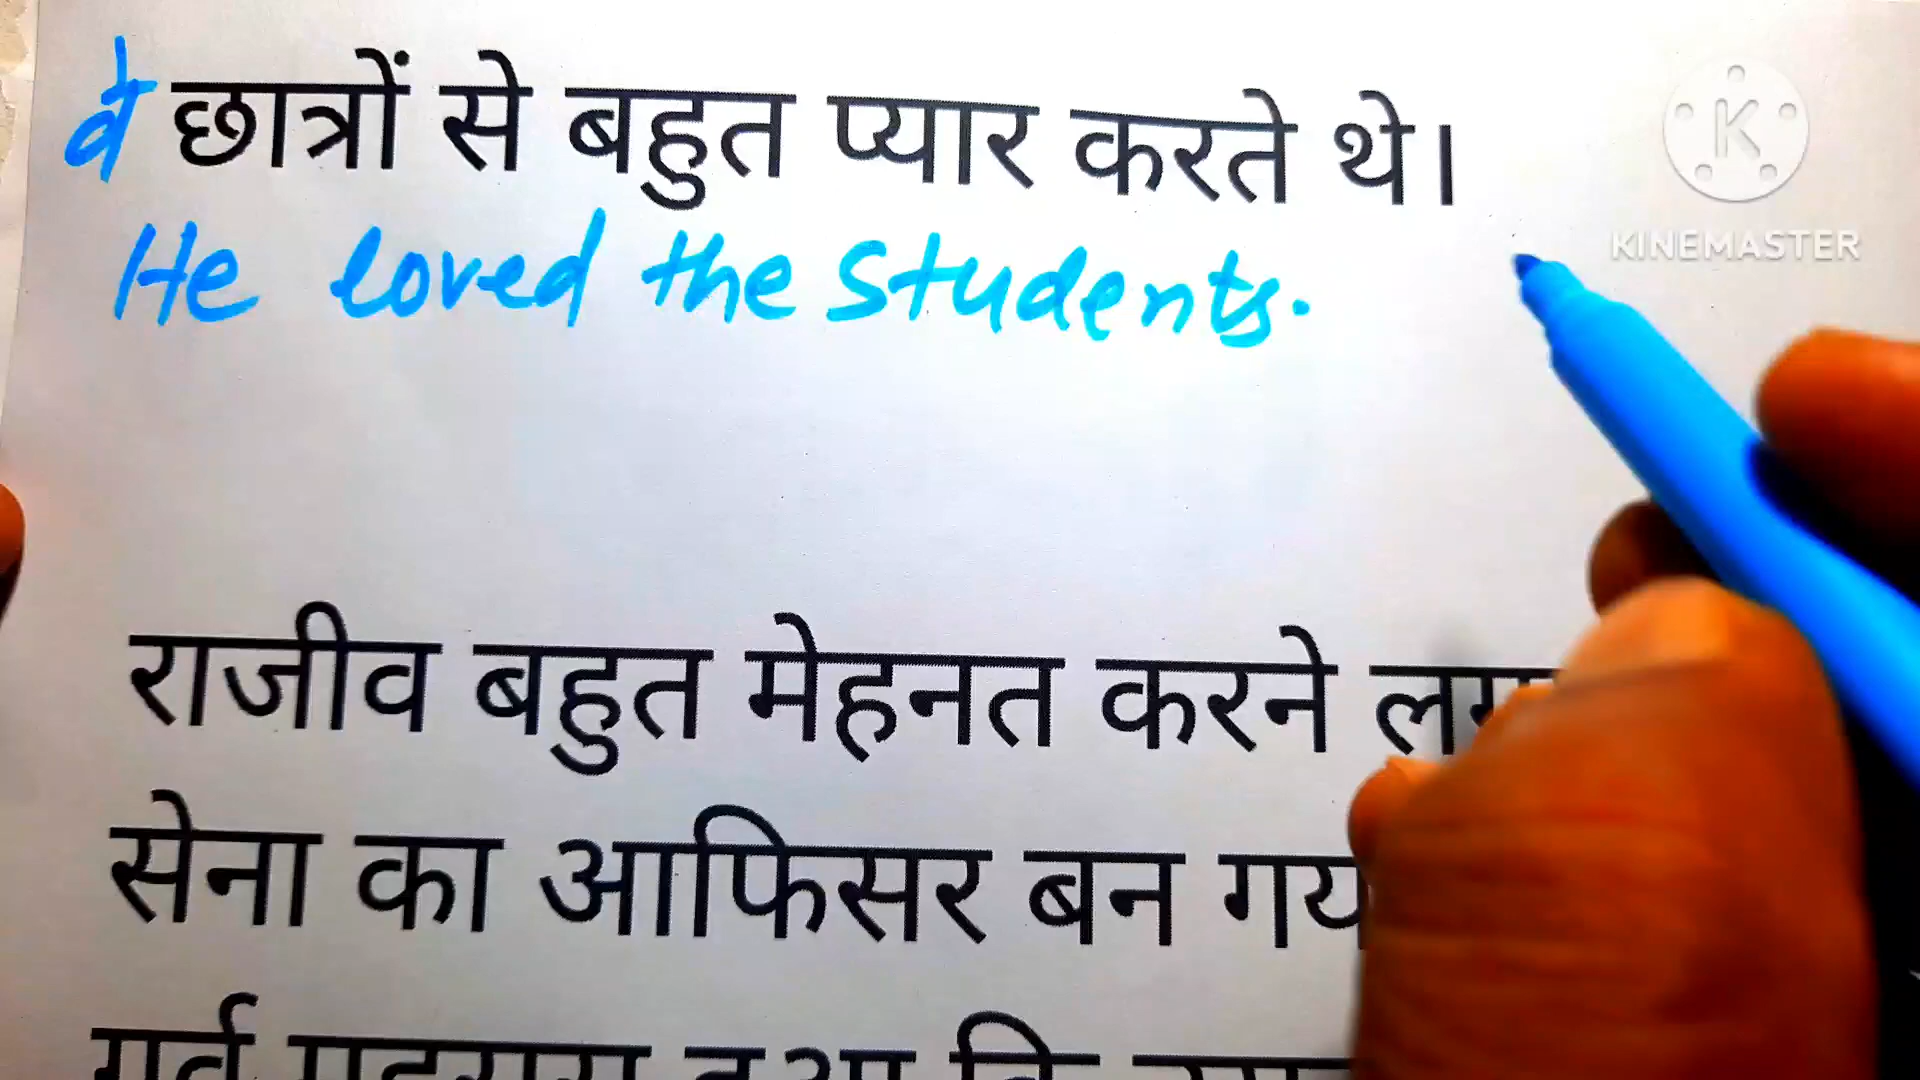 वे छात्रों से बहुत प्यार करते थे।
He loved the students.
राजीव बहुत मेहनत करने
सेना का आफिसर बन
KINEMASTER